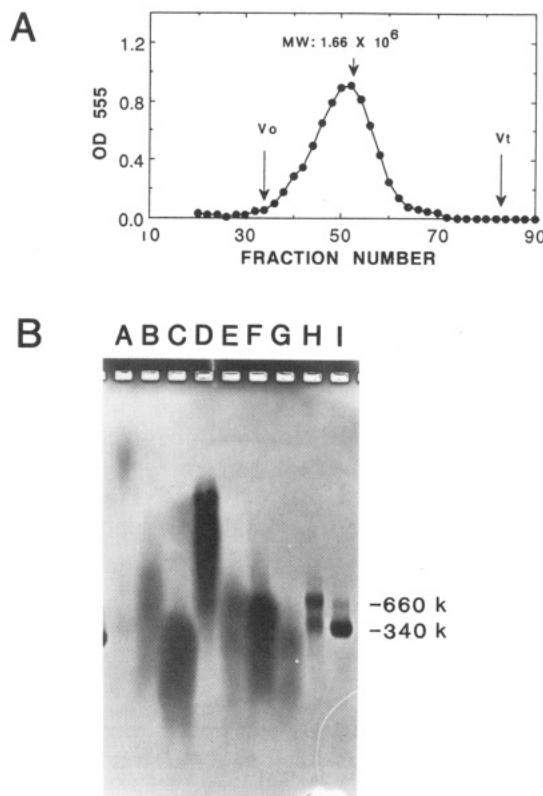 A
MW: 1.66 X 10^6
Vo
Vt
OD 555
1.2
0.8
0.4
0.0
10 30 50 70 90
FRACTION NUMBER
B
A B C D E F G H I
-660 k
-340 k